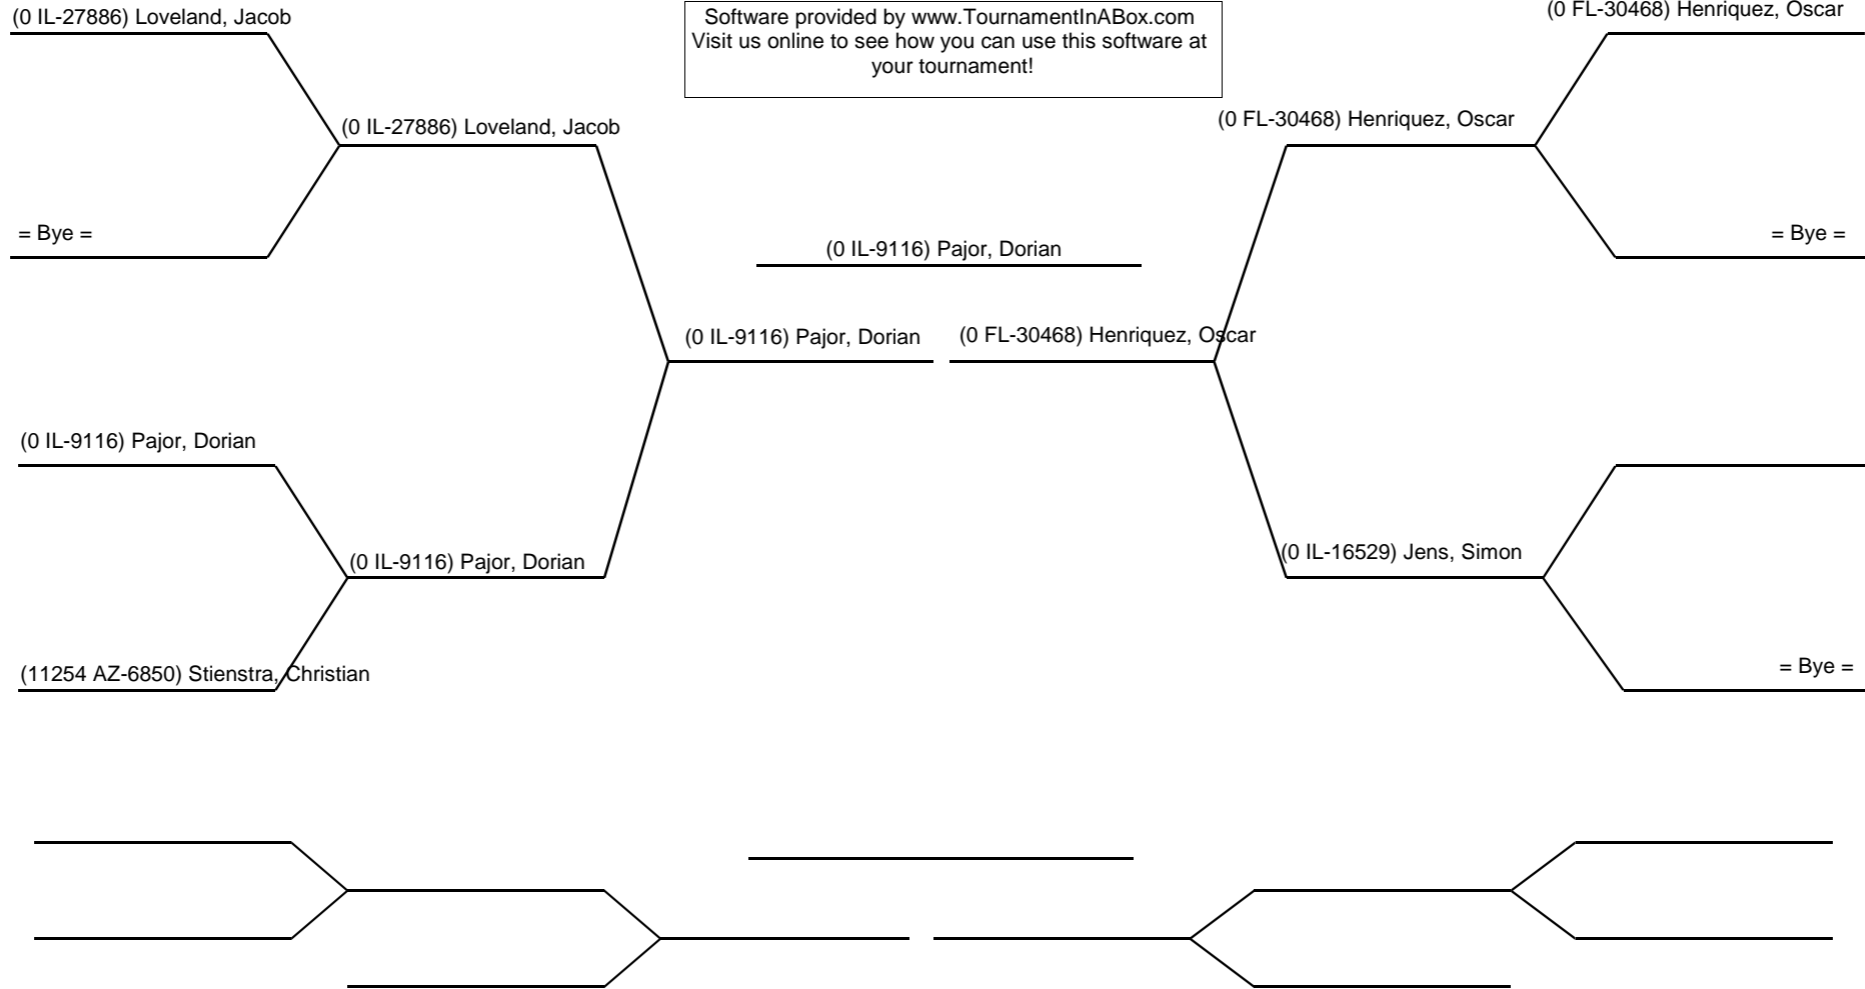 (0 IL-27886) Loveland, Jacob
Software provided by www.TournamentInABox.com
Visit us online to see how you can use this software at
your tournament!
(0 FL-30468) Henriquez, Oscar
(0 IL-27886) Loveland, Jacob
(0 FL-30468) Henriquez, Oscar
= Bye =
= Bye =
(0 IL-9116) Pajor, Dorian
(0 IL-9116) Pajor, Dorian
(0 FL-30468) Henriquez, Oscar
(0 IL-9116) Pajor, Dorian
(0 IL-9116) Pajor, Dorian
(0 IL-16529) Jens, Simon
(11254 AZ-6850) Stienstra, Christian
= Bye =